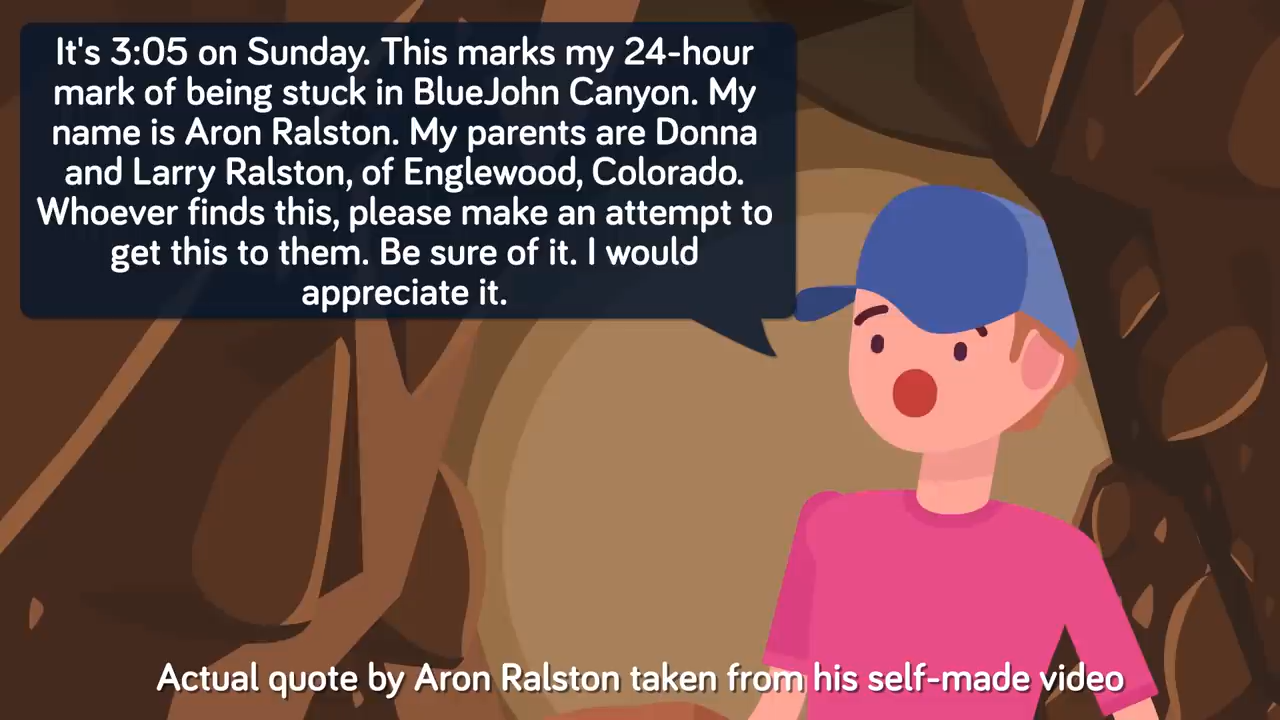 It's 3:05 on Sunday. This marks my 24-hour
mark of being stuck in BlueJohn Canyon. My
name is Aron Ralston. My parents are Donna
and Larry Ralston, of Englewood, Colorado.
Whoever finds this, please make an attempt to
get this to them. Be sure of it. I would
appreciate it.
Actual quote by Aron Ralston taken from his self-made video